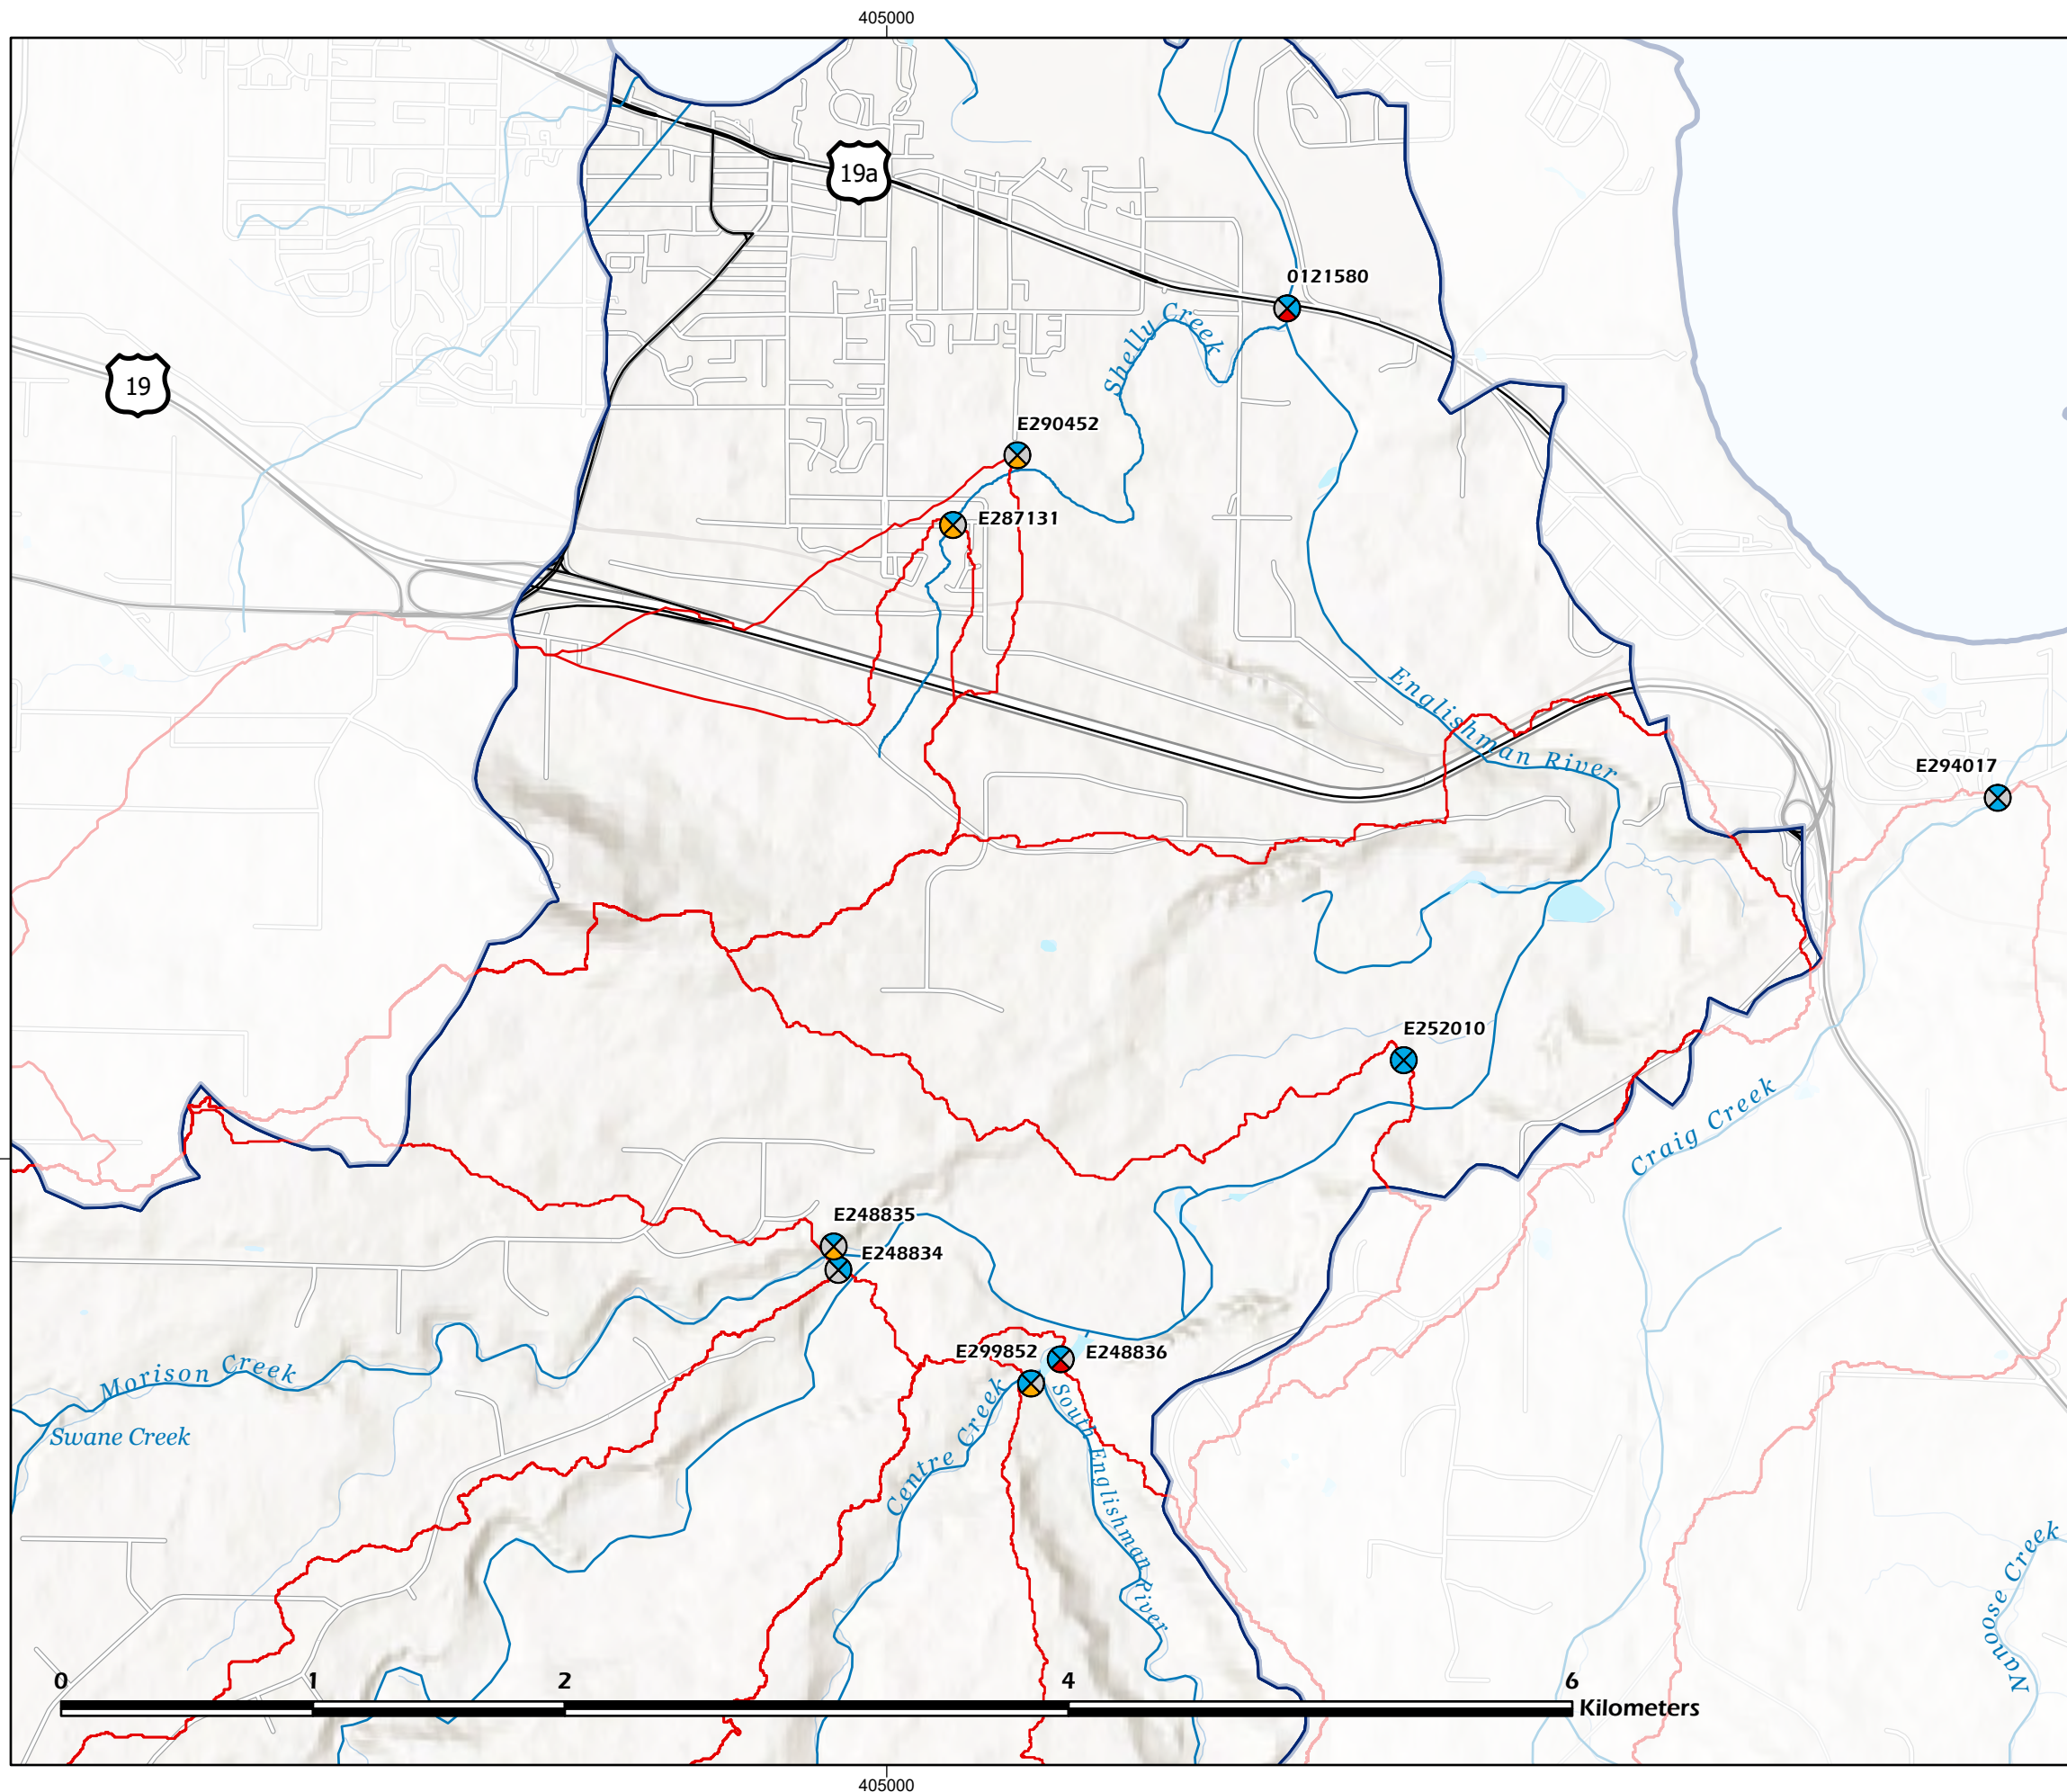 405000
19a
0121580
Shelly Creek
19
E290452
E287131
Englishman River
E294017
E252010
Craig Creek
E248835
E248834
E299852
E248836
Morison Creek
Swane Creek
Centre Creek
South Englishman River
Nanoose Creek
0 1 2 4 6
Kilometers
405000